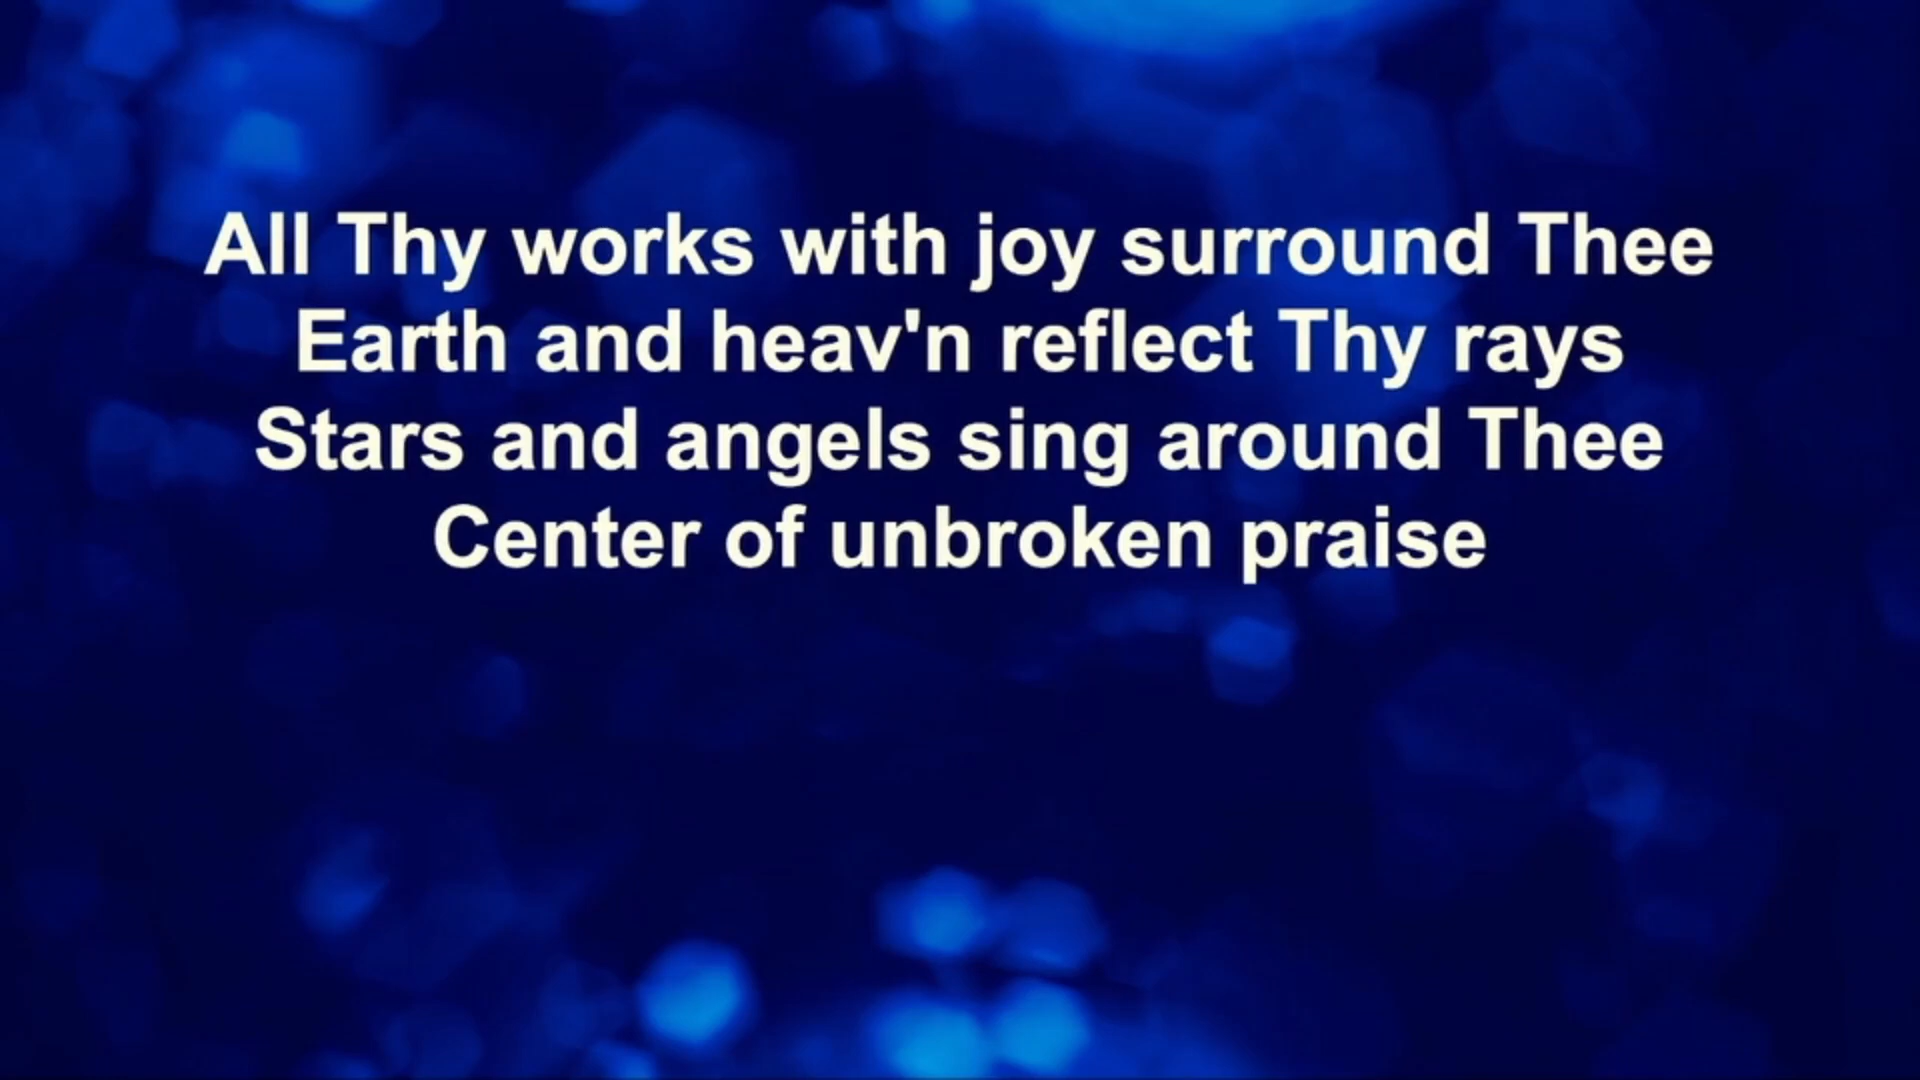 All Thy works with joy surround Thee
Earth and heav'n reflect Thy rays
Stars and angels sing around Thee
Center of unbroken praise